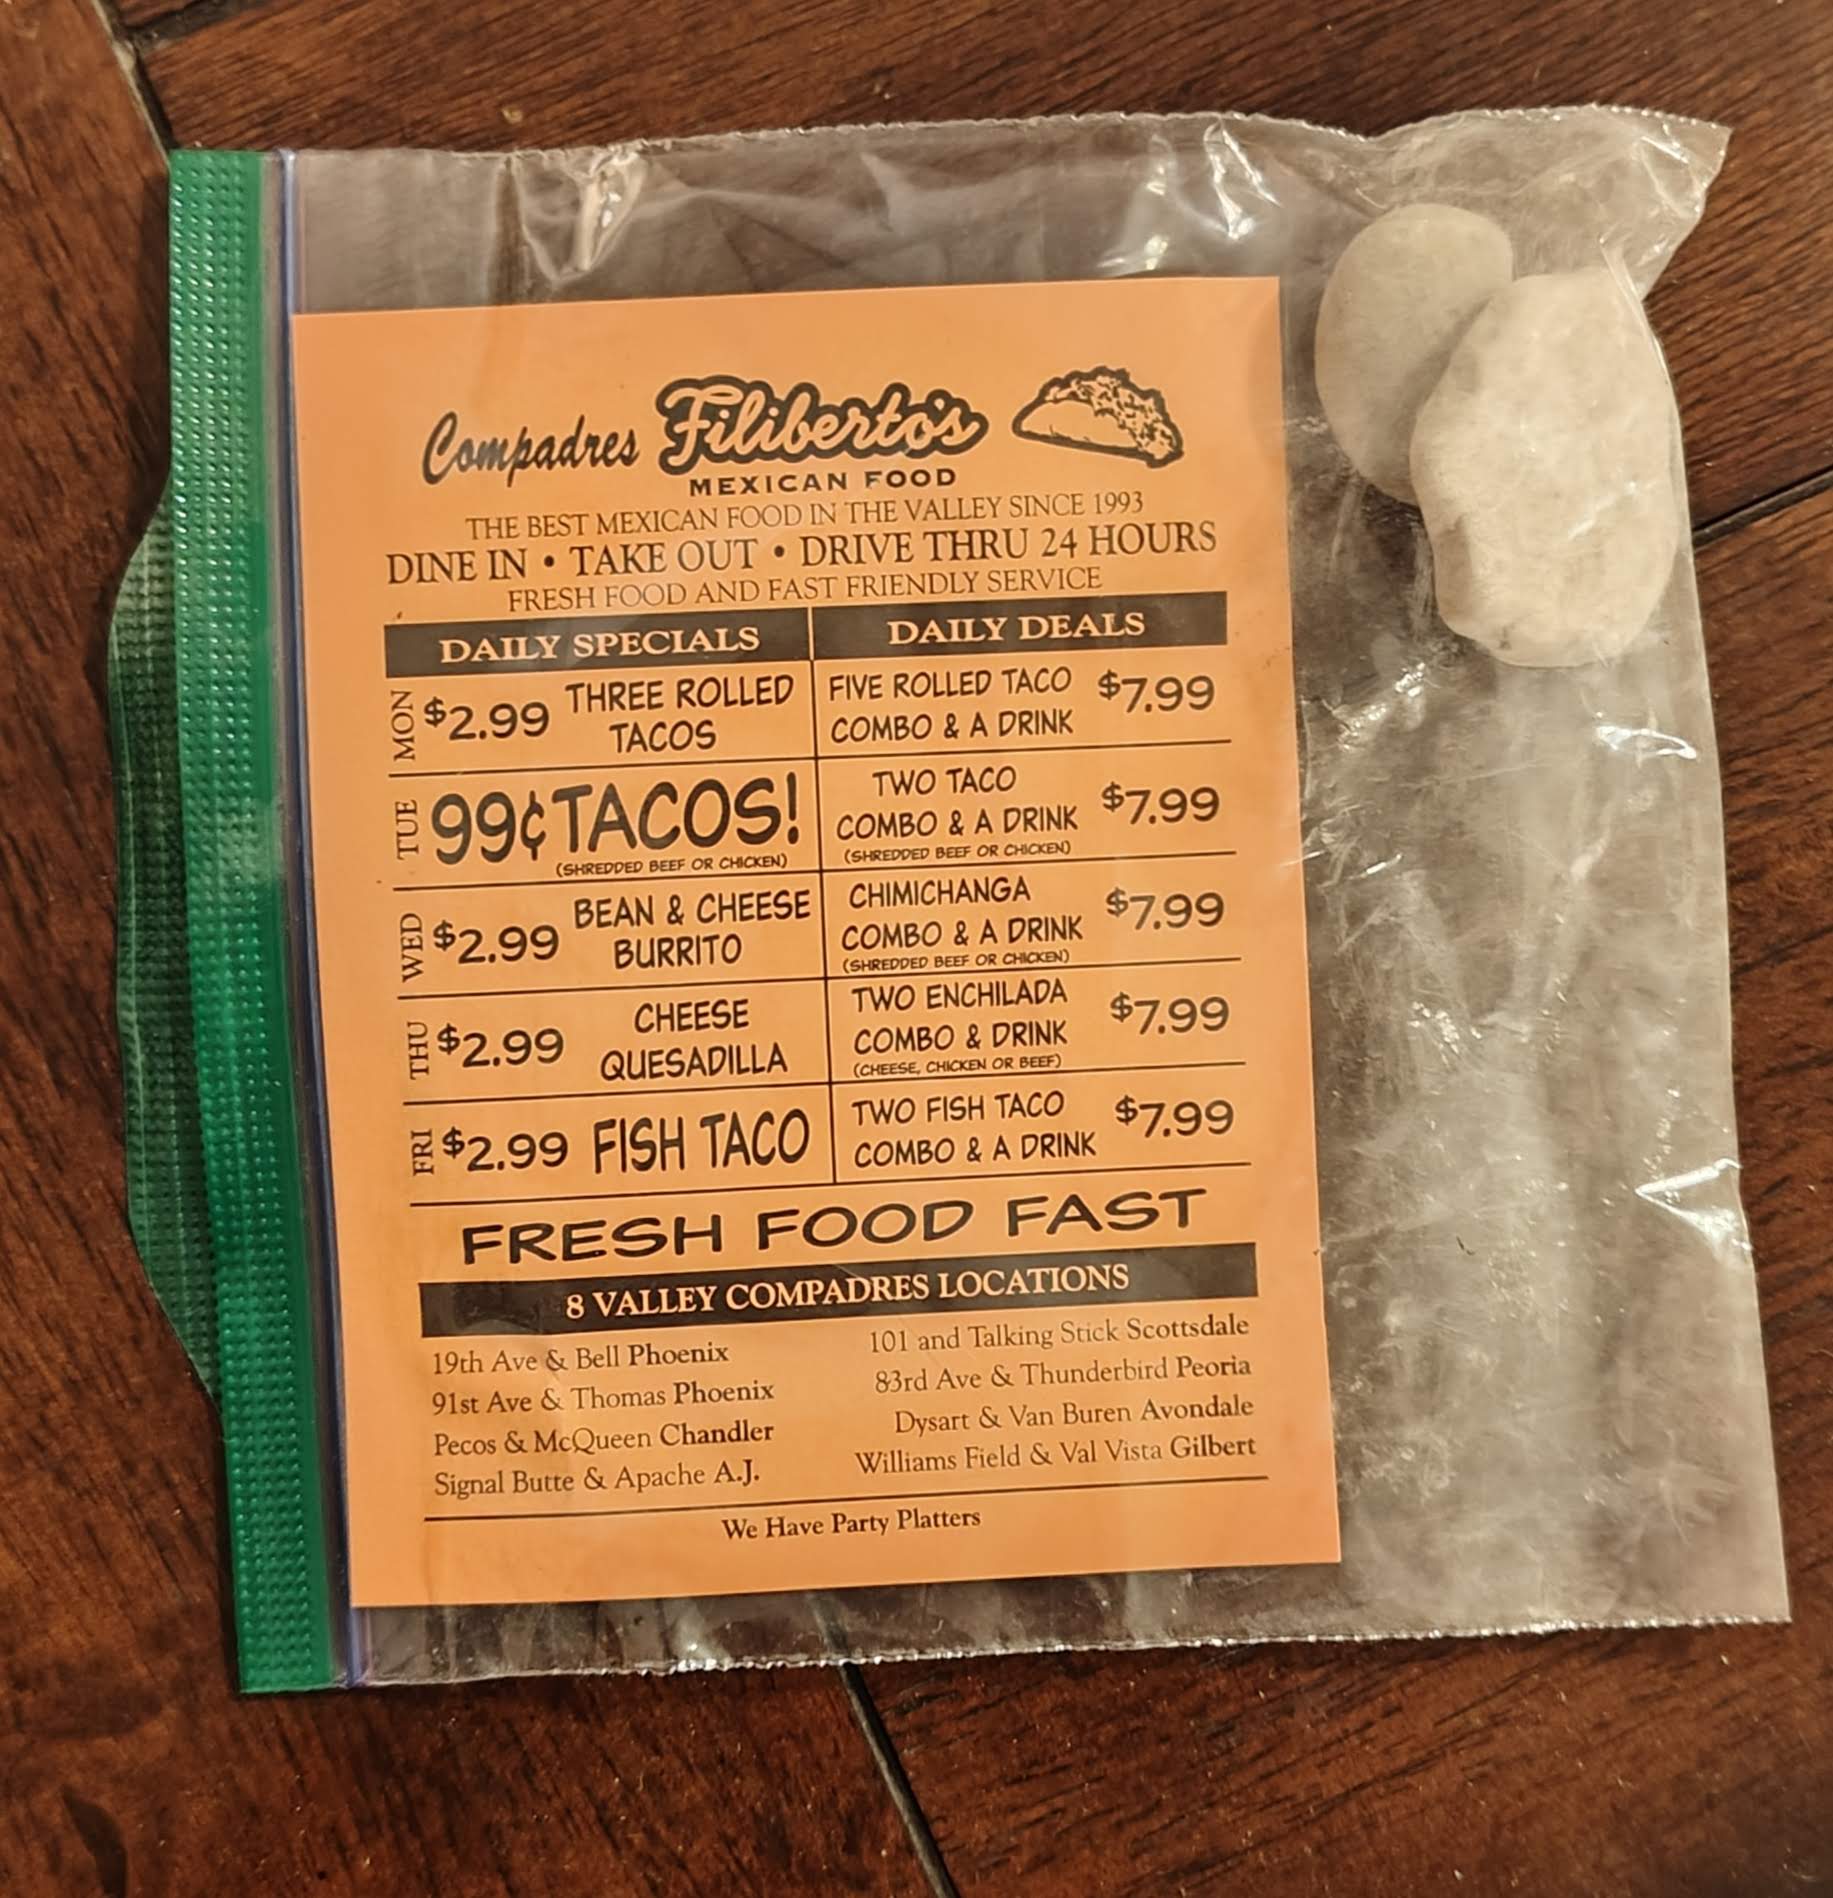 Compadres Filiberto's
MEXICAN FOOD
THE BEST MEXICAN FOOD IN THE VALLEY SINCE 1993
DINE IN • TAKE OUT • DRIVE THRU 24 HOURS
FRESH FOOD AND FAST FRIENDLY SERVICE
DAILY SPECIALS
DAILY DEALS
MON
$2.99
THREE ROLLED
TACOS
FIVE ROLLED TACO
COMBO & A DRINK
$7.99
TUE
99¢ TACOS!
(SHREDDED BEEF OR CHICKEN)
TWO TACO
COMBO & A DRINK
(SHREDDED BEEF OR CHICKEN)
$7.99
WED
$2.99
BEAN & CHEESE
BURRITO
CHIMICHANGA
COMBO & A DRINK
(SHREDDED BEEF OR CHICKEN)
$7.99
THU
$2.99
CHEESE
QUESADILLA
TWO ENCHILADA
COMBO & DRINK
(CHEESE, CHICKEN OR BEEF)
$7.99
FRI
$2.99 FISH TACO
TWO FISH TACO
COMBO & A DRINK
$7.99
FRESH FOOD FAST
8 VALLEY COMPADRES LOCATIONS
19th Ave & Bell Phoenix
91st Ave & Thomas Phoenix
Pecos & McQueen Chandler
Signal Butte & Apache A.J.
101 and Talking Stick Scottsdale
83rd Ave & Thunderbird Peoria
Dysart & Van Buren Avondale
Williams Field & Val Vista Gilbert
We Have Party Platters